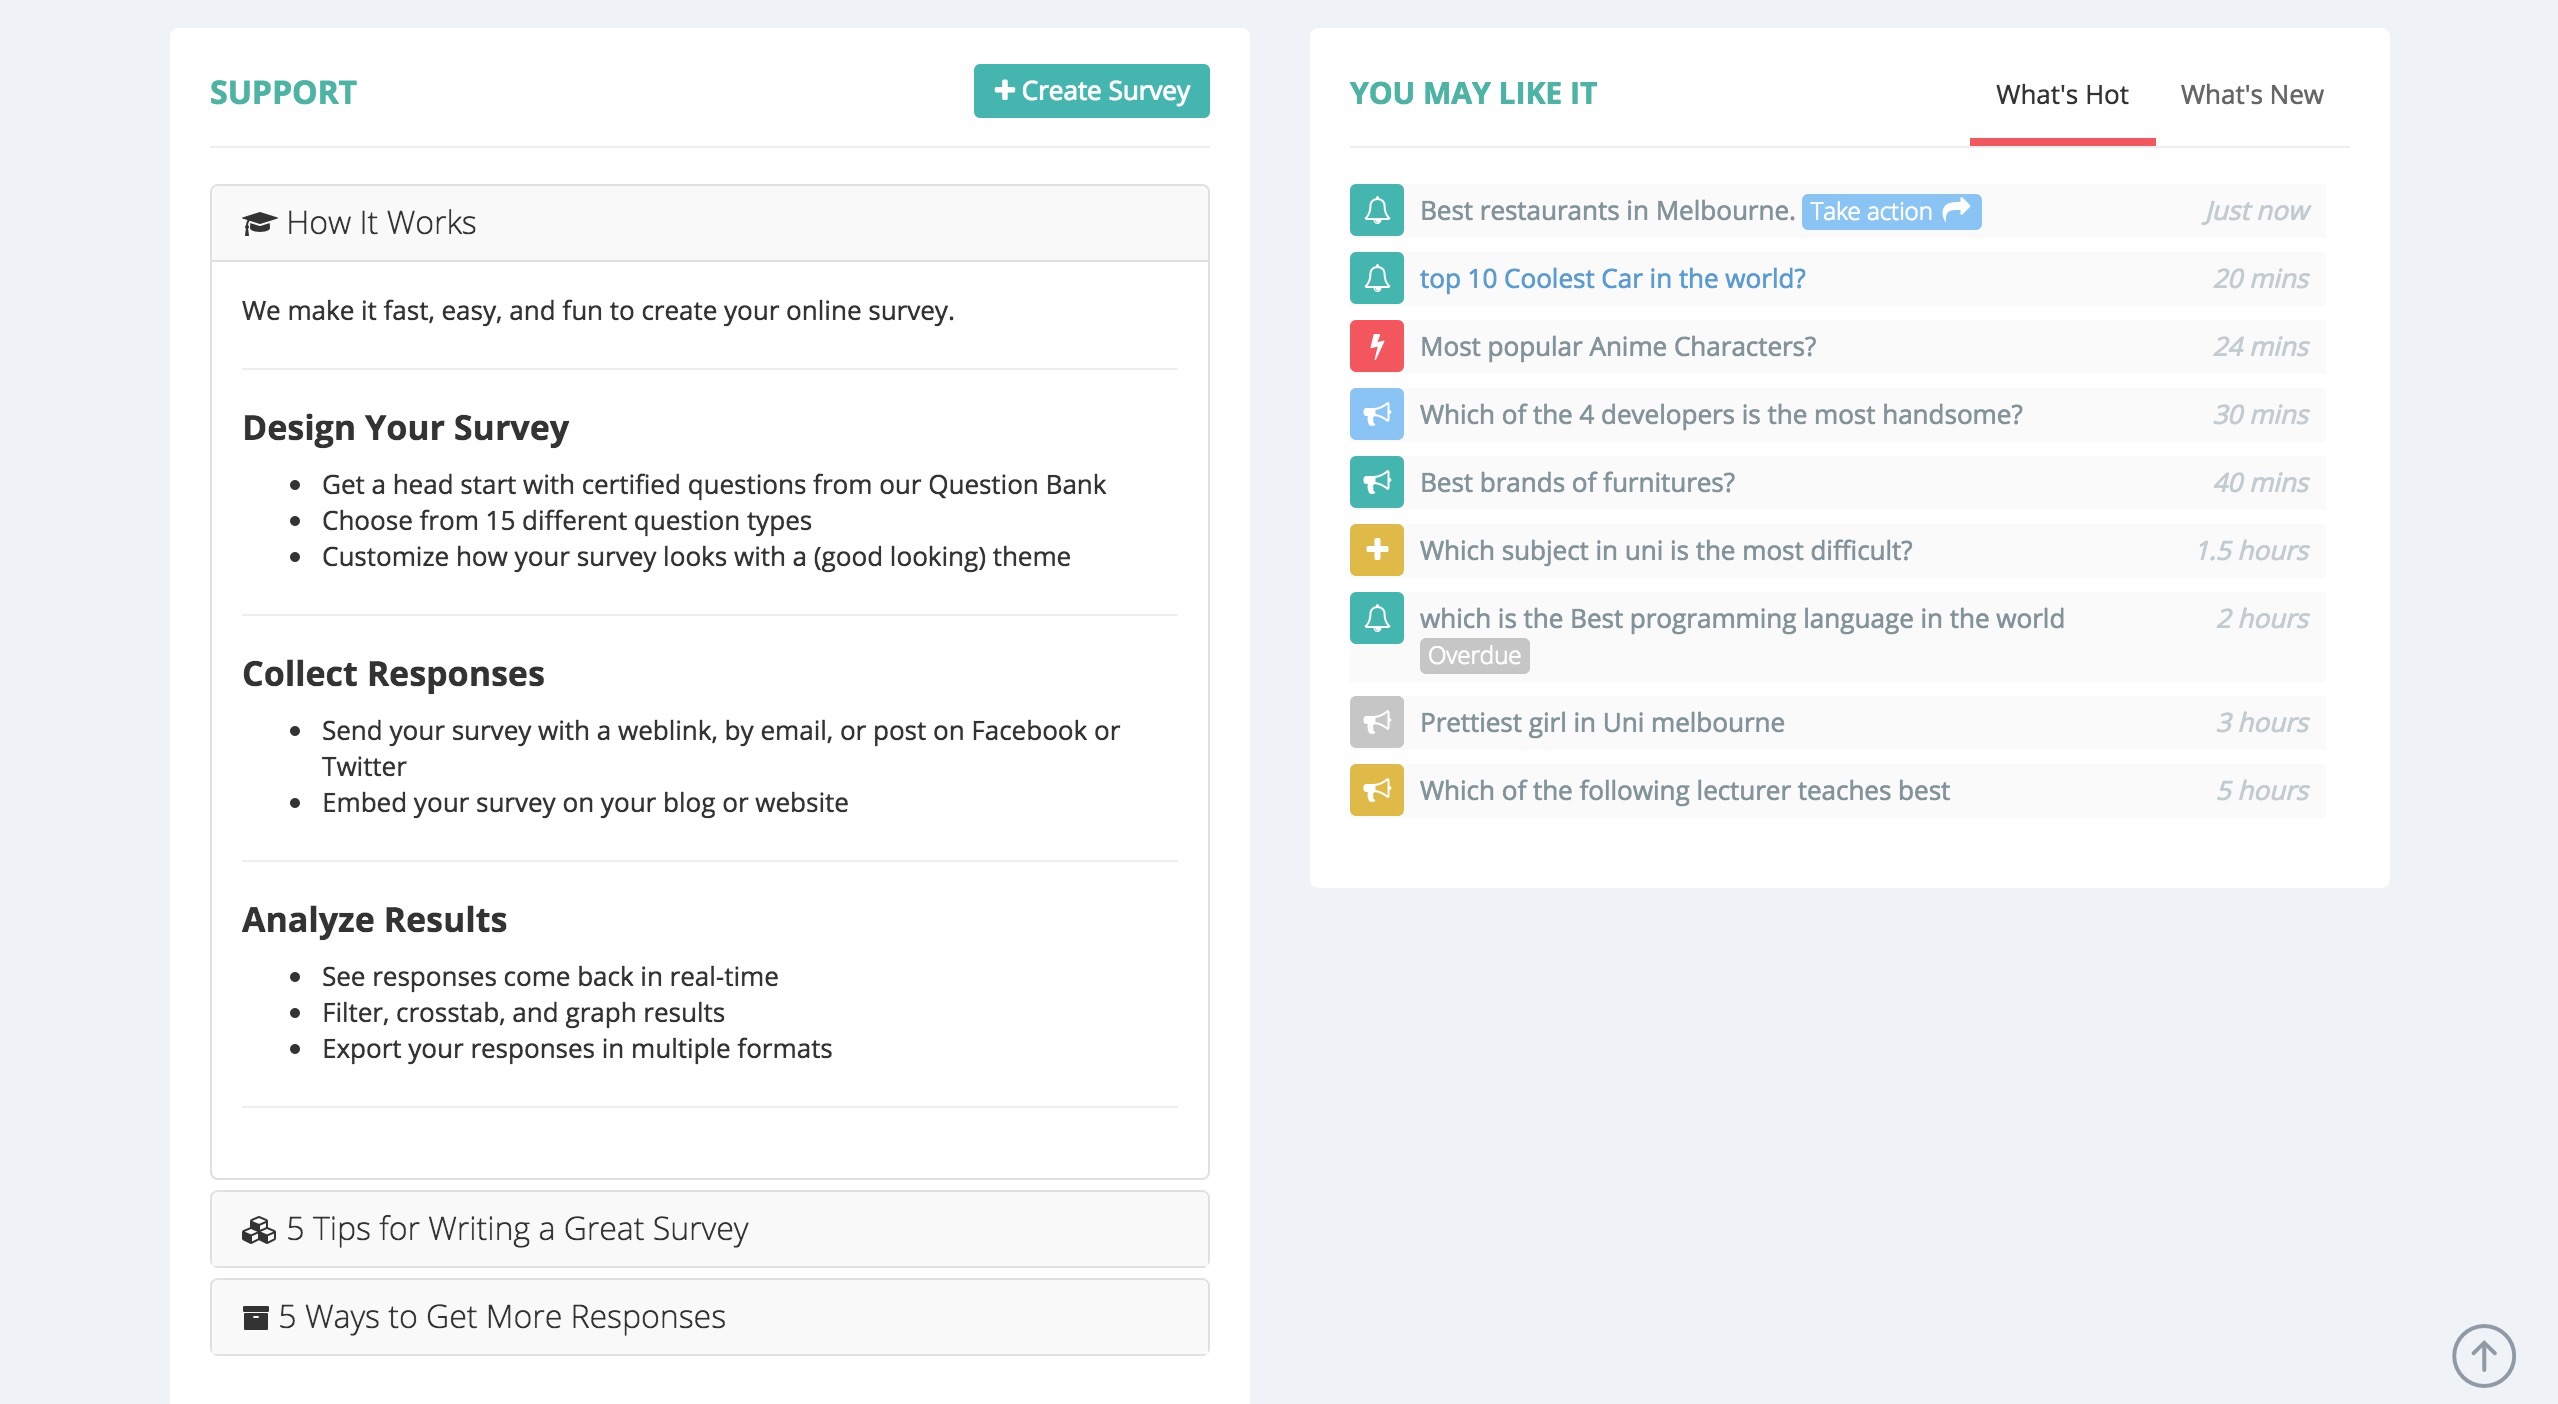 SUPPORT
Create Survey
How It Works
We make it fast, easy, and fun to create your online survey.
Design Your Survey
Get a head start with certified questions from our Question Bank
Choose from 15 different question types
Customize how your survey looks with a (good looking) theme
Collect Responses
Send your survey with a weblink, by email, or post on Facebook or
Twitter
Embed your survey on your blog or website
Analyze Results
See responses come back in real-time
Filter, crosstab, and graph results
Export your responses in multiple formats
5 Tips for Writing a Great Survey
5 Ways to Get More Responses
YOU MAY LIKE IT
What's Hot What's New
Best restaurants in Melbourne. Take action Just now
top 10 Coolest Car in the world? 20 mins
Most popular Anime Characters? 24 mins
Which of the 4 developers is the most handsome? 30 mins
Best brands of furnitures? 40 mins
Which subject in uni is the most difficult? 1.5 hours
which is the Best programming language in the world 2 hours
Overdue
Prettiest girl in Uni melbourne 3 hours
Which of the following lecturer teaches best 5 hours